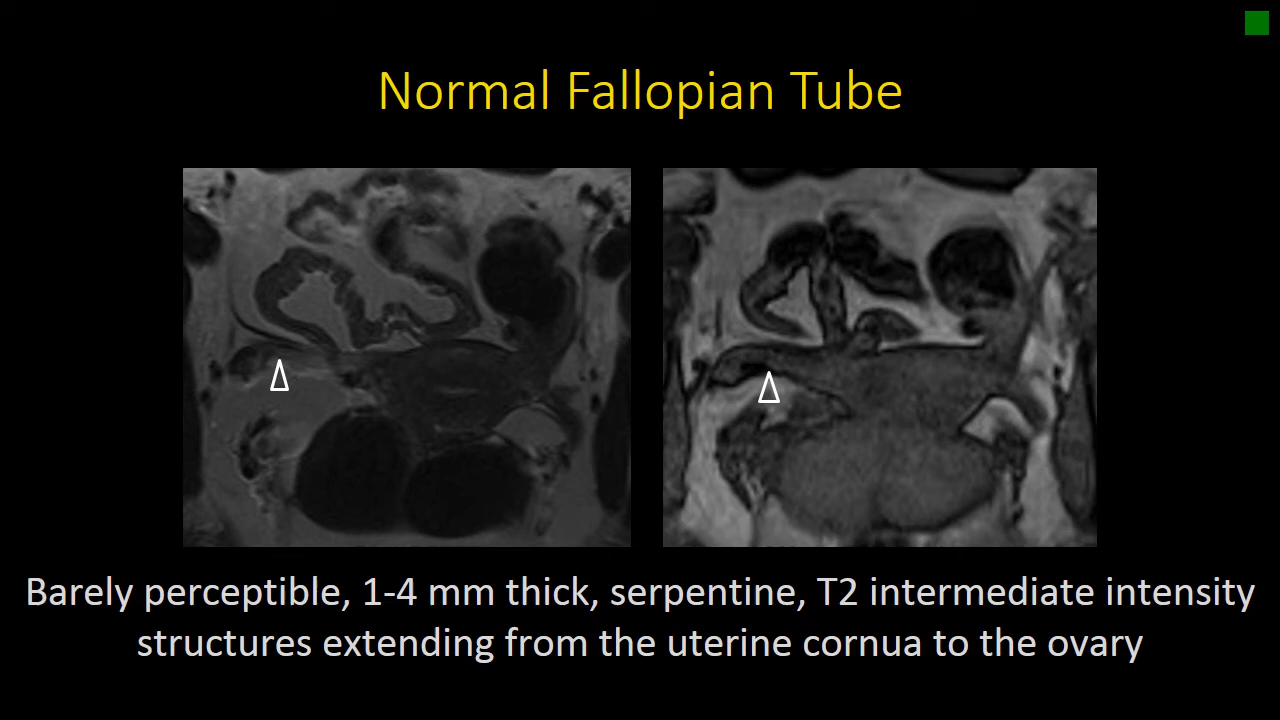 Normal Fallopian Tube
Barely perceptible, 1-4 mm thick, serpentine, T2 intermediate intensity
structures extending from the uterine cornua to the ovary